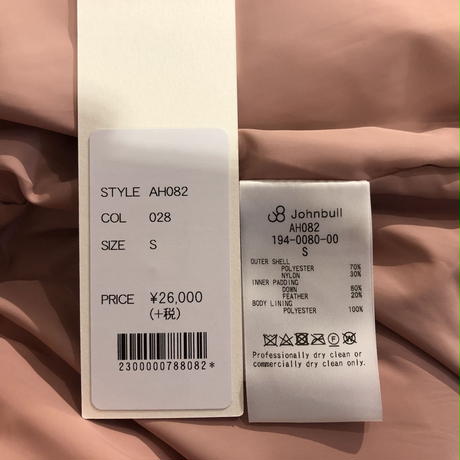 STYLE AH082
COL 028
SIZE S
PRICE ¥26,000
(+税)
2300000788082*
Johnbull
AH082
194-0080-00
S
OUTER SHELL
POLYESTER 70%
NYLON 30%
INNER PADDING
DOWN 80%
FEATHER 20%
BODY LINING
POLYESTER 100%
Professionally dry clean or
commercially dry clean.